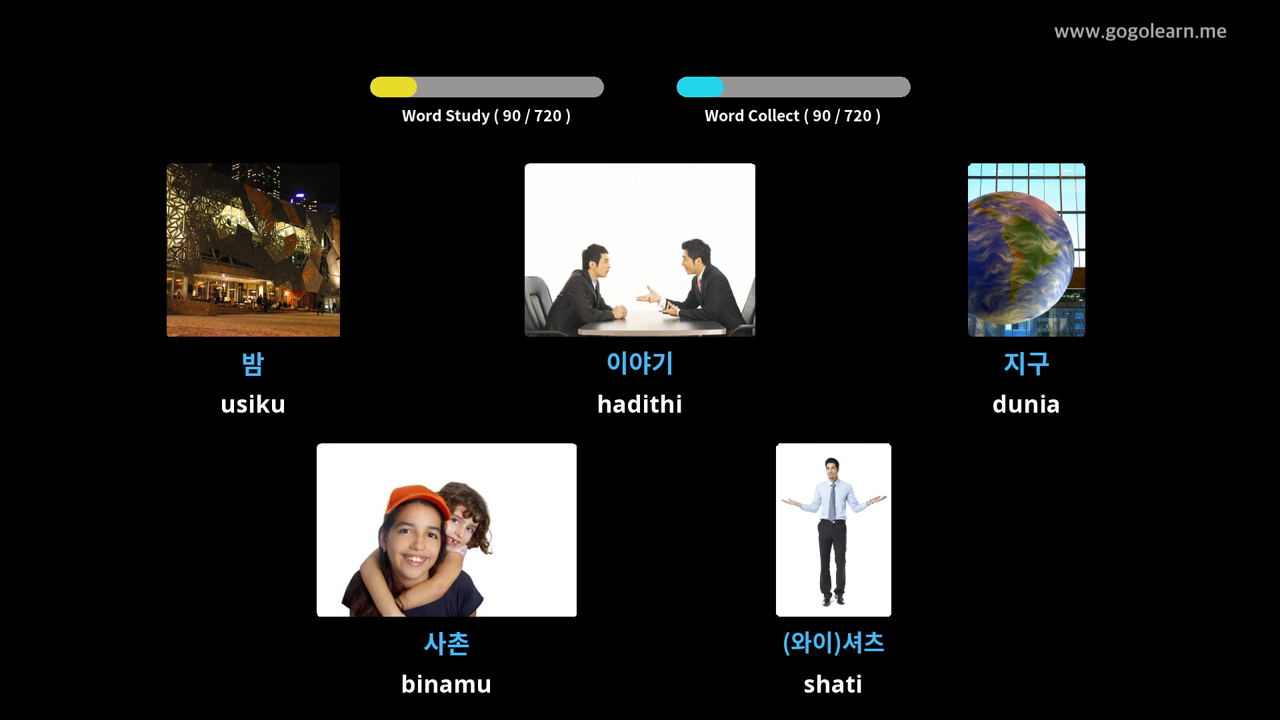 www.gogolearn.me
Word Study ( 90 / 720 )
Word Collect ( 90 / 720 )
밤
usiku
이야기
hadithi
지구
dunia
사촌
binamu
(와이)셔츠
shati